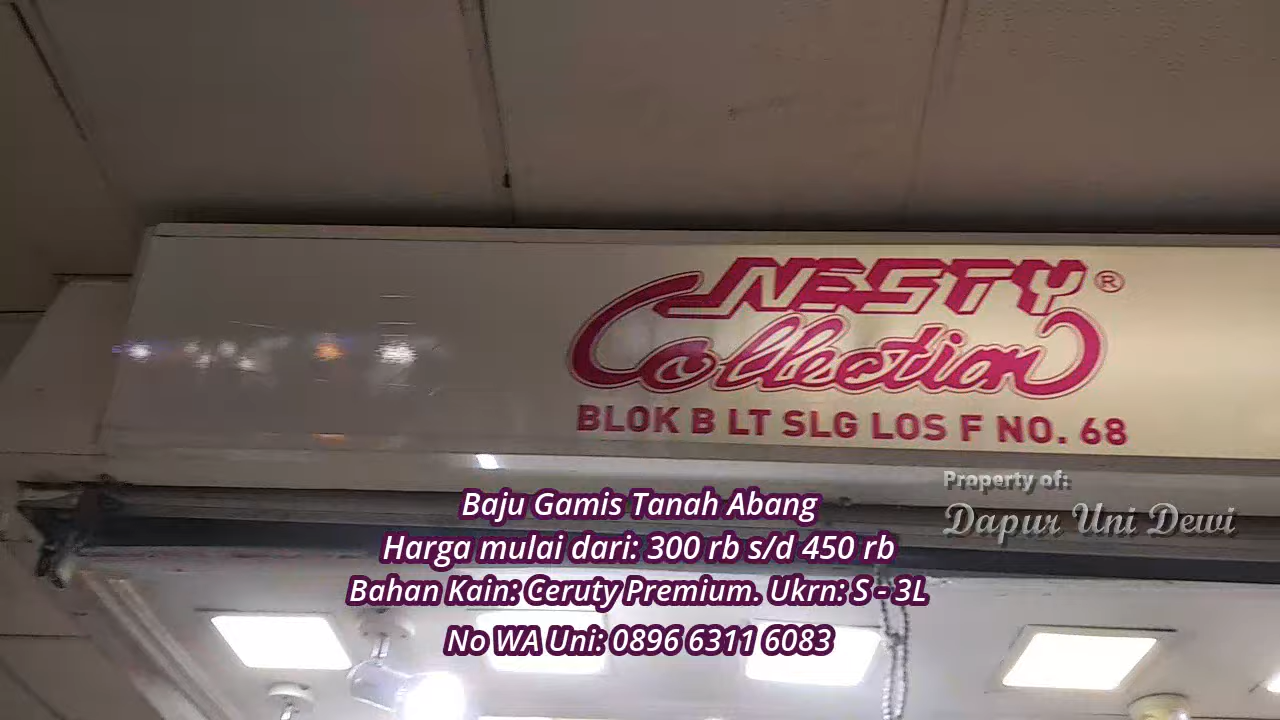 NESTY ®
Collection
BLOK B LT SLG LOS F NO. 68
Property of:
Dapur Uni Dewi
Baju Gamis Tanah Abang
Harga mulai dari: 300 rb s/d 450 rb
Bahan Kain: Ceruty Premium. Ukrn: S - 3L
No WA Uni: 0896 6311 6083